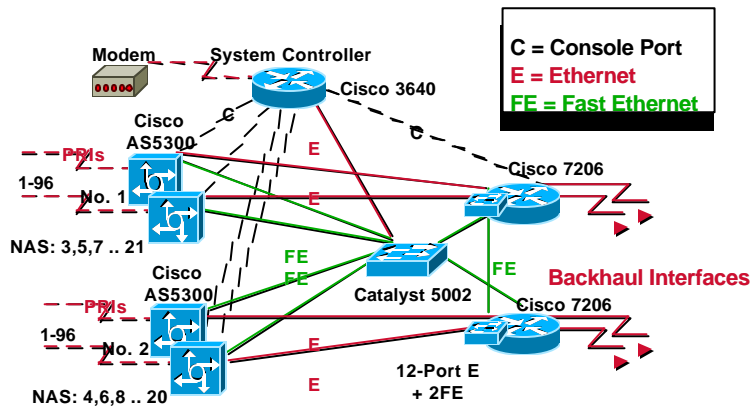 Modem
System Controller
Cisco 3640
C = Console Port
E = Ethernet
FE = Fast Ethernet
Cisco
AS5300
C
C
E
PRIs
1-96
No. 1
E
Cisco 7206
NAS: 3,5,7 .. 21
FE
FE
FE
Catalyst 5002
Backhaul Interfaces
Cisco
AS5300
Cisco 7206
PRIs
1-96
No. 2
E
12-Port E
+ 2FE
NAS: 4,6,8 .. 20
E